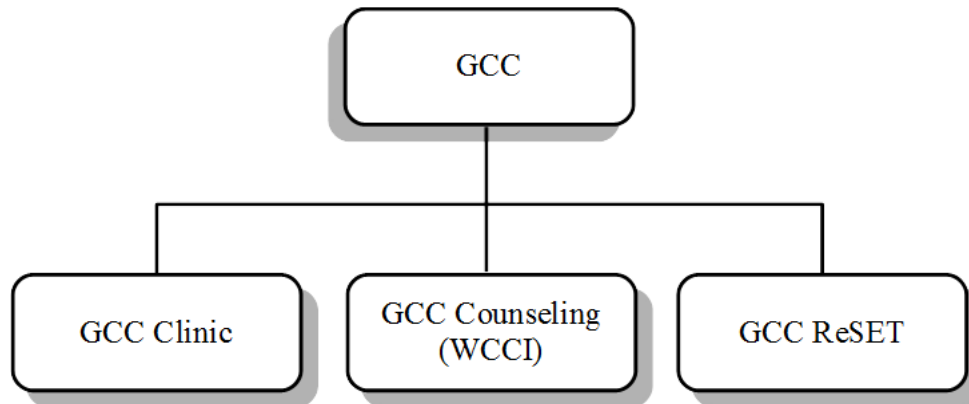 GCC
GCC Clinic
GCC Counseling
(WCCI)
GCC ReSET